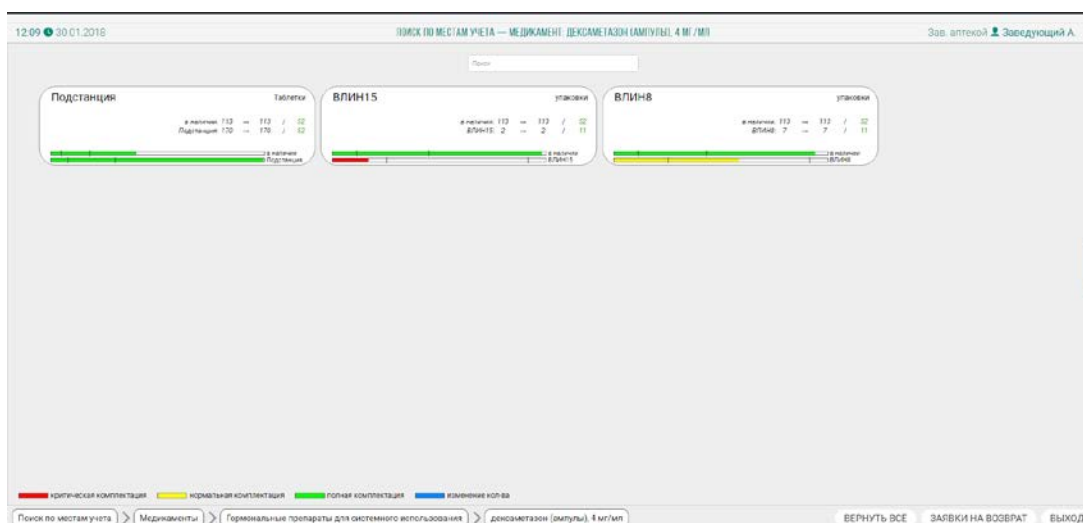 12:09 30.01.2018 ПОИСК ПО МЕСТАМ УЧЕТА — МЕДИКАМЕНТ: ДЕКСАМЕТАЗОН (АМПУЛЫ), 4 МГ/МЛ Зав. аптекой Заведующий А.
Поиск
Подстанция Таблетки
в наличии: 113 — 113 / 52
Подстанция: 170 — 170 / 52
в наличии
Подстанция
ВЛИН15 упаковки
в наличии: 113 — 113 / 52
ВЛИН15: 2 — 2 / 11
в наличии
ВЛИН15
ВЛИН8 упаковки
в наличии: 113 — 113 / 52
ВЛИН8: 7 — 7 / 11
в наличии
ВЛИН8
критическая комплектация нормальная комплектация полная комплектация изменение кол-ва
Поиск по местам учета Медикаменты Гормональные препараты для системного использования дексаметазон (ампулы), 4 мг/мл ВЕРНУТЬ ВСЕ ЗАЯВКИ НА ВОЗВРАТ ВЫХОД